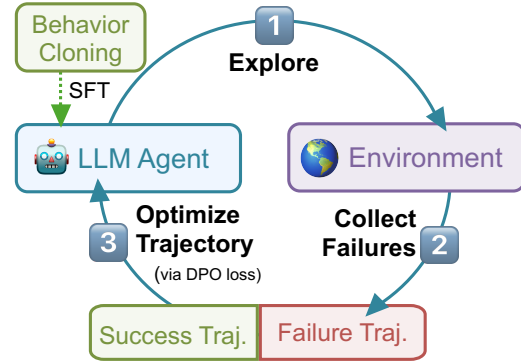 Behavior
Cloning
SFT
1
Explore
LLM Agent
Environment
Optimize
Trajectory
(via DPO loss)
3
Collect
Failures
2
Success Traj.
Failure Traj.